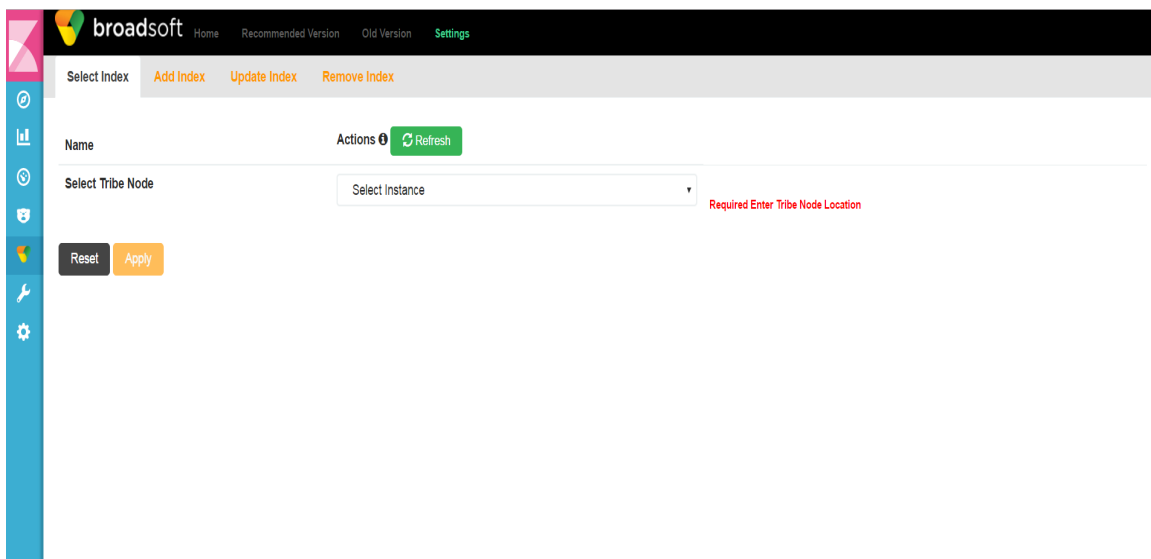 broadsoft Home Recommended Version Old Version Settings
Select Index Add Index Update Index Remove Index
Name Actions Refresh
Select Tribe Node Select Instance Required Enter Tribe Node Location
Reset Apply